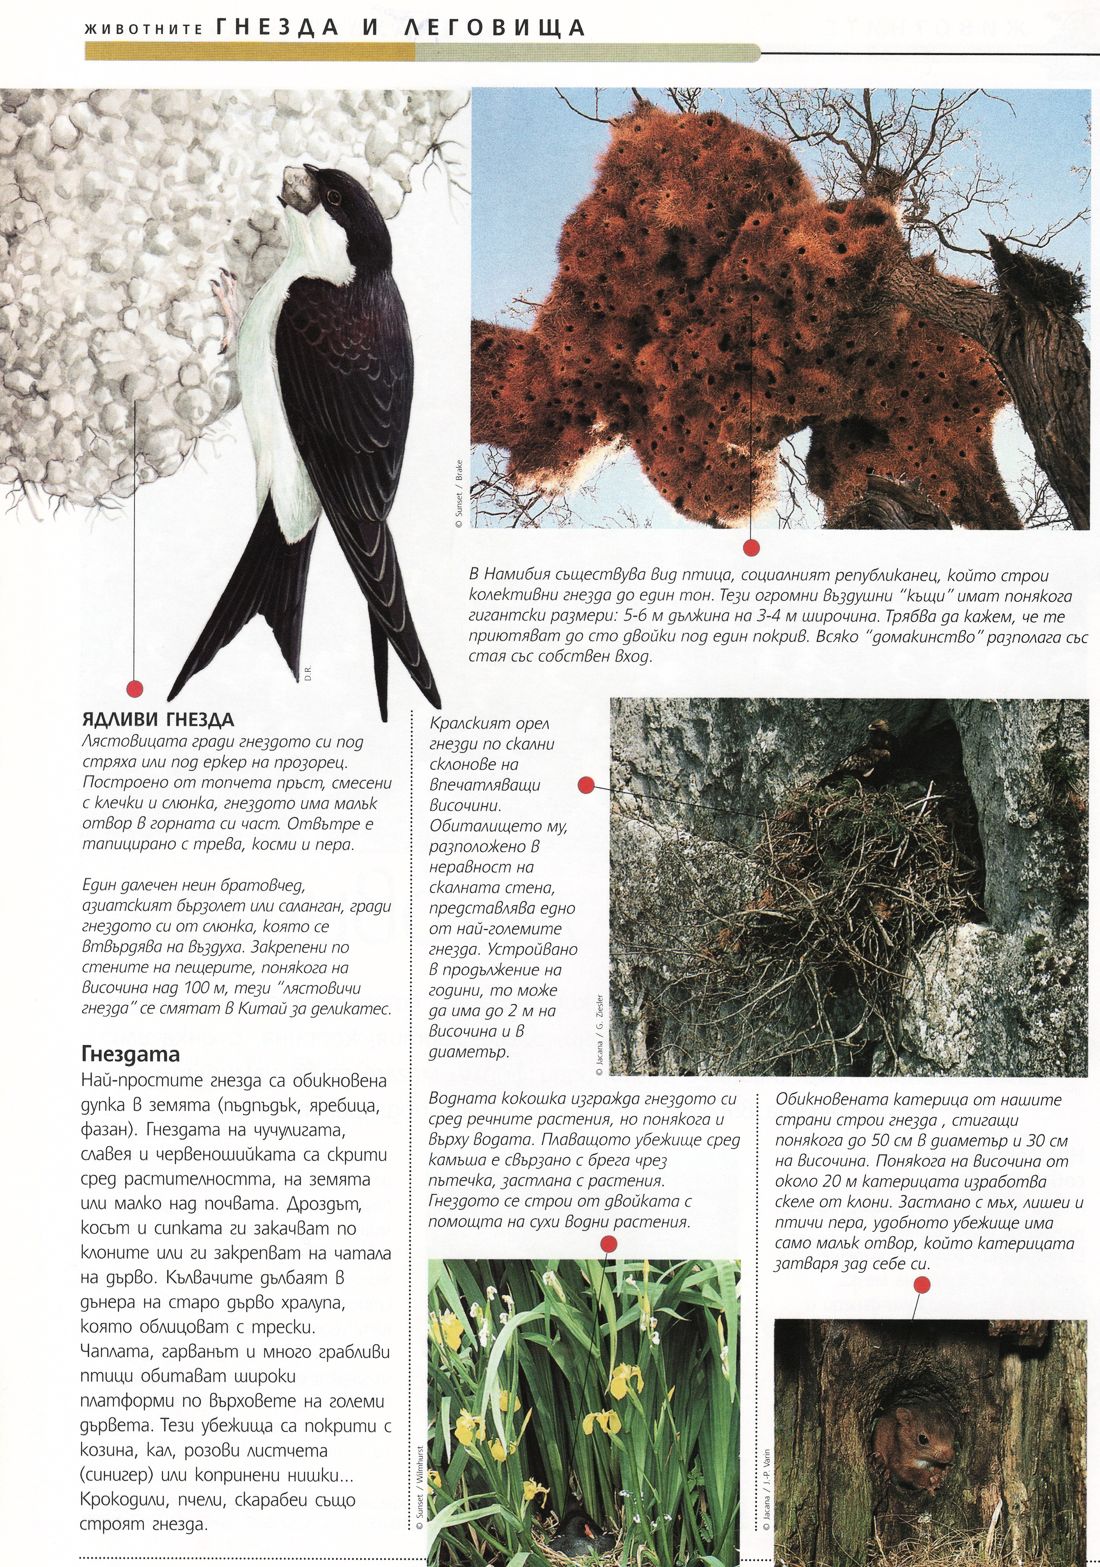 ЖИВОТНИТЕ ГНЕЗДА И ЛЕГОВИЩА
© Sunset / Brake
В Намибия съществува вид птица, социалният републиканец, който строи
колективни гнезда до един тон. Тези огромни въздушни “къщи” имат понякога
гигантски размери: 5-6 м дължина на 3-4 м широчина. Трябва да кажем, че те
приютяват до сто двойки под един покрив. Всяко “домакинство” разполага със
стая със собствен вход.
D.R.
ЯДЛИВИ ГНЕЗДА
Лястовицата гради гнездото си под
стряха или под еркер на прозорец.
Построено от топчета пръст, смесени
с клечки и слюнка, гнездото има малък
отвор в горната си част. Отвътре е
тапицирано с трева, косми и пера.
Един далечен неин братовчед,
азиатският бързолет или саланган, гради
гнездото си от слюнка, която се
втвърдява на въздуха. Закрепени по
стените на пещерите, понякога на
височина над 100 м, тези “лястовичи
гнезда” се смятат в Китай за деликатес.
Гнездата
Най-простите гнезда са обикновена
дупка в земята (пъдпъдък, яребица,
фазан). Гнездата на чучулигата,
славея и червеношийката са скрити
сред растителността, на земята
или малко над почвата. Дроздът,
косът и сипката ги закачват по
клоните или ги закрепват на чатала
на дърво. Кълвачите дълбаят в
дънера на старо дърво хралупа,
която облицоват с трески.
Чаплата, гарванът и много грабливи
птици обитават широки
платформи по върховете на големи
дървета. Тези убежища са покрити с
козина, кал, розови листчета
(синигер) или копринени нишки...
Крокодили, пчели, скарабеи също
строят гнезда.
Кралският орел
гнезди по скални
склонове на
впечатляващи
височини.
Обиталището му,
разположено в
неравност на
скалната стена,
представлява едно
от най-големите
гнезда. Устройвано
в продължение на
години, то може
да има до 2 м на
височина и в
диаметър.
© Jacana / G. Ziesler
Водната кокошка изгражда гнездото си
сред речните растения, но понякога и
върху водата. Плаващото убежище сред
камъша е свързано с брега чрез
пътечка, застлана с растения.
Гнездото се строи от двойката с
помощта на сухи водни растения.
© Sunset / Wilmhurst
Обикновената катерица от нашите
страни строи гнезда , стигащи
понякога до 50 см в диаметър и 30 см
на височина. Понякога на височина от
около 20 м катерицата изработва
скеле от клони. Застлано с мъх, лишеи и
птичи пера, удобното убежище има
само малък отвор, който катерицата
затваря зад себе си.
© Jacana / J.-P. Varin